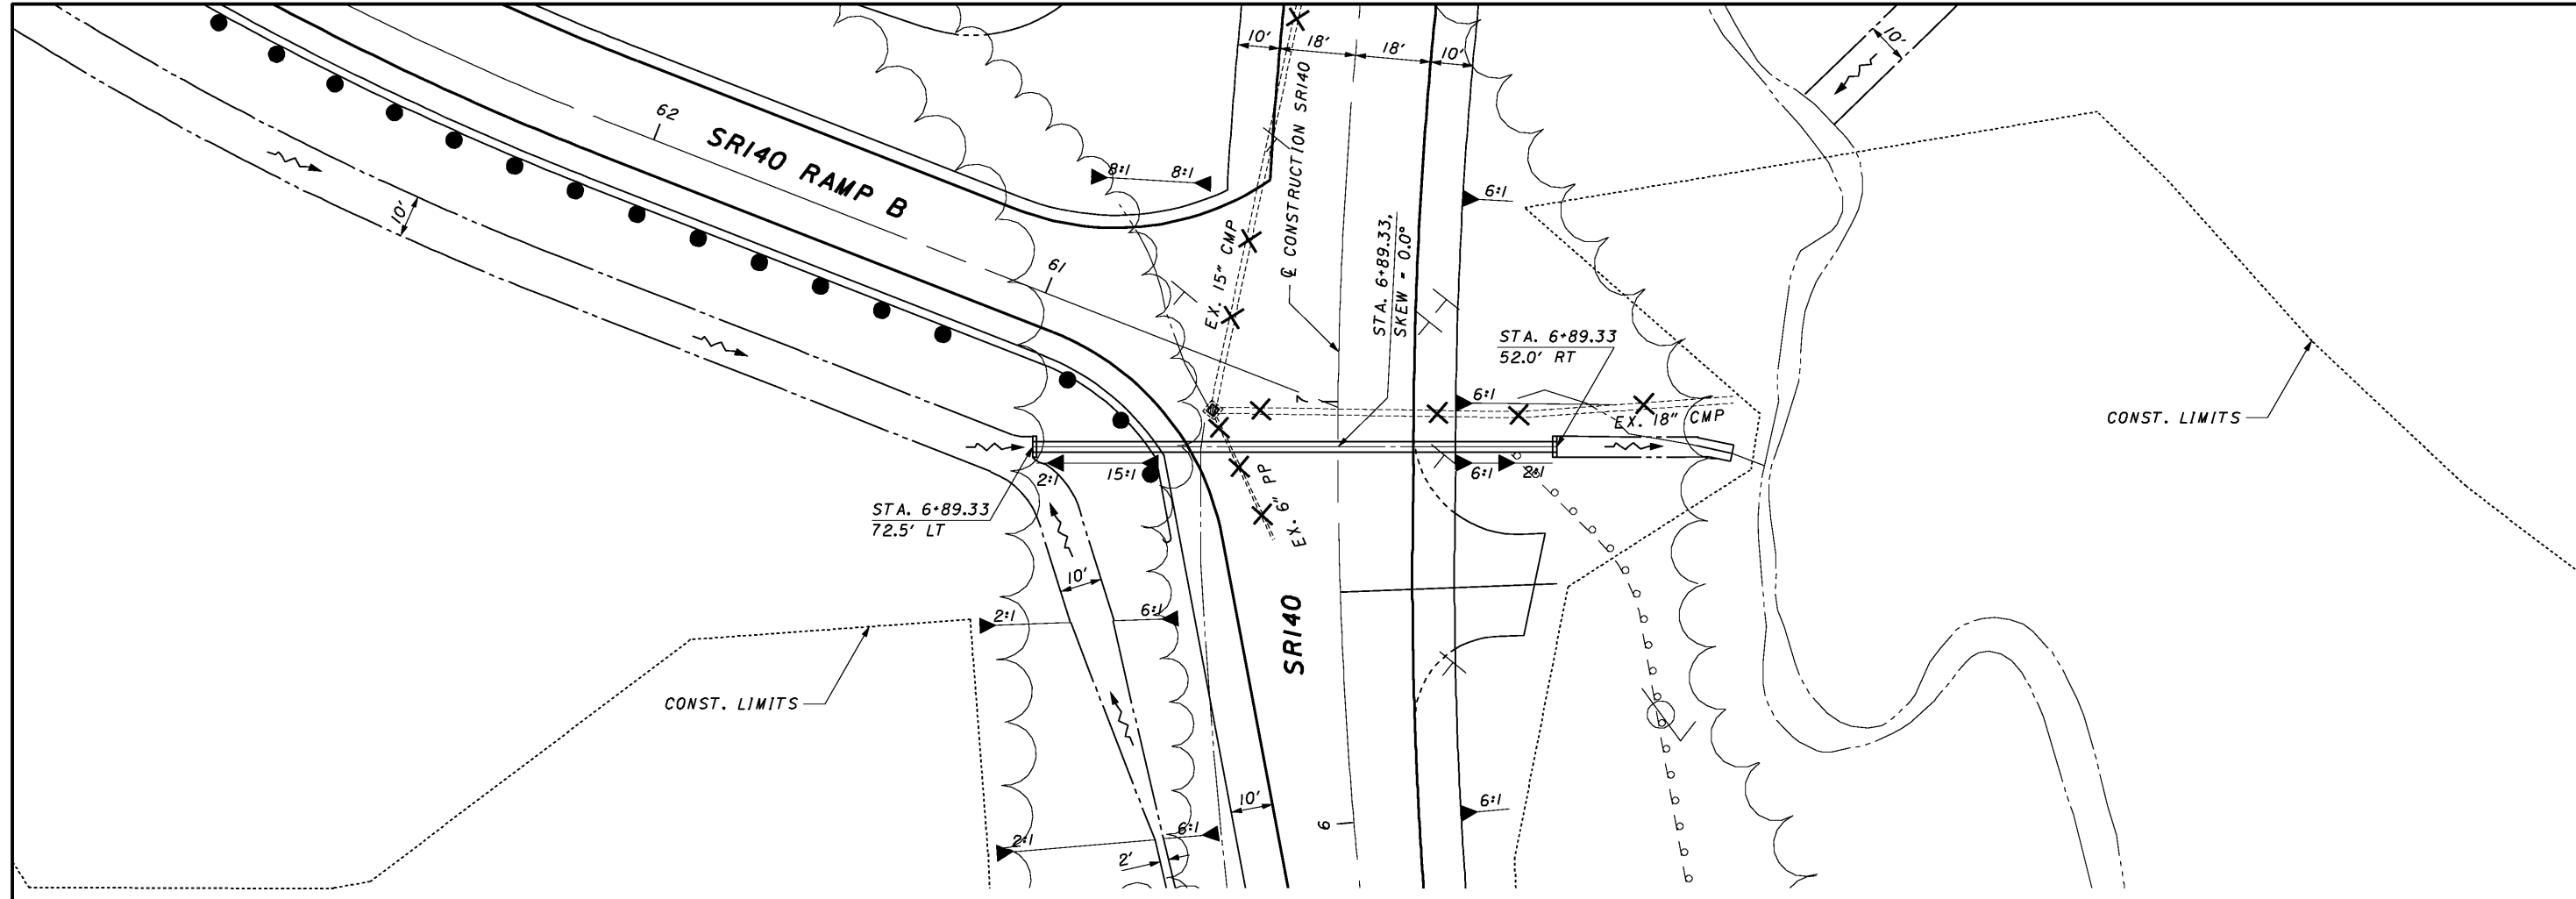 10'
18'
18'
10'
10'
62
SR140 RAMP B
8:1
8:1
6:1
10'
EX. 15" CMP
℄ CONSTRUCTION SR140
STA. 6+89.33,
SKEW = 0.0°
61
STA. 6+89.33
52.0' RT
7
6:1
EX. 18" CMP
CONST. LIMITS
2:1
15:1
6:1
2:1
STA. 6+89.33
72.5' LT
EX. 6" PP
10'
2:1
6:1
SR140
CONST. LIMITS
10'
6:1
6
2:1
6:1
2'